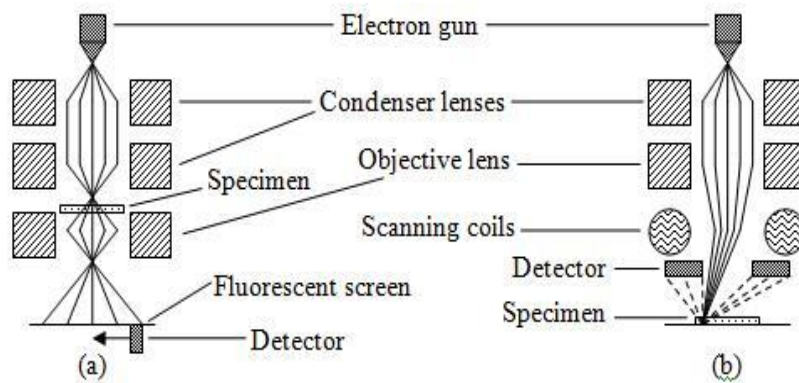 Electron gun
Condenser lenses
Objective lens
Specimen
Scanning coils
Detector
Fluorescent screen
Specimen
Detector
(a)
(b)